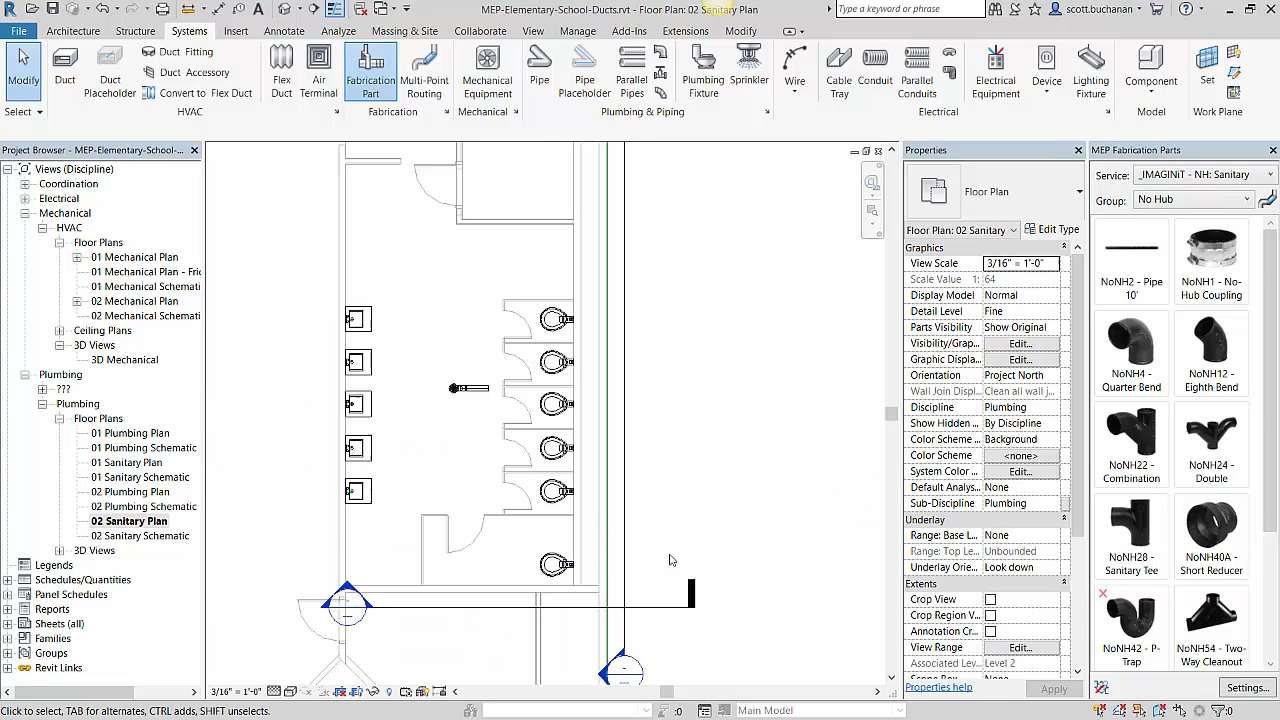 MEP-Elementary-School-Ducts.rvt - Floor Plan: 02 Sanitary Plan
Type a keyword or phrase
scott.buchanan
File
Architecture
Structure
Systems
Insert
Annotate
Analyze
Massing & Site
Collaborate
View
Manage
Add-Ins
Extensions
Modify
Modify
Duct
Duct Placeholder
Duct Fitting
Duct Accessory
Convert to Flex Duct
Flex Duct
Air Terminal
Fabrication Part
Multi-Point Routing
Mechanical Equipment
Pipe
Pipe Placeholder
Parallel Pipes
Plumbing Fixture
Sprinkler
Wire
Cable Tray
Conduit
Parallel Conduits
Electrical Equipment
Device
Lighting Fixture
Component
Set
Select
HVAC
Fabrication
Mechanical
Plumbing & Piping
Electrical
Model
Work Plane
Project Browser - MEP-Elementary-School-...
Views (Discipline)
Coordination
Electrical
Mechanical
HVAC
Floor Plans
01 Mechanical Plan
01 Mechanical Plan - Fri
01 Mechanical Schemati
02 Mechanical Plan
02 Mechanical Schemati
Ceiling Plans
3D Views
3D Mechanical
Plumbing
???
Plumbing
Floor Plans
01 Plumbing Plan
01 Plumbing Schematic
01 Sanitary Plan
01 Sanitary Schematic
02 Plumbing Plan
02 Plumbing Schematic
02 Sanitary Plan
02 Sanitary Schematic
3D Views
Legends
Schedules/Quantities
Panel Schedules
Reports
Sheets (all)
Families
Groups
Revit Links
Properties
Floor Plan
Floor Plan: 02 Sanitary
Edit Type
Graphics
View Scale 3/16" = 1'-0"
Scale Value 1: 64
Display Model Normal
Detail Level Fine
Parts Visibility Show Original
Visibility/Grap... Edit...
Graphic Displa... Edit...
Orientation Project North
Wall Join Displ... Clean all wall j...
Discipline Plumbing
Show Hidden ... By Discipline
Color Scheme ... Background
Color Scheme <none>
System Color ... Edit...
Default Analys... None
Sub-Discipline Plumbing
Underlay
Range: Base L... None
Range: Top Le... Unbounded
Underlay Orie... Look down
Extents
Crop View
Crop Region V...
Annotation Cr...
View Range Edit...
Associated Lev... Level 2
Properties help
Apply
MEP Fabrication Parts
Service: _IMAGINiT - NH: Sanitary
Group: No Hub
NoNH2 - Pipe 10'
NoNH1 - No-Hub Coupling
NoNH4 - Quarter Bend
NoNH12 - Eighth Bend
NoNH22 - Combination
NoNH24 - Double
NoNH28 - Sanitary Tee
NoNH40A - Short Reducer
NoNH42 - P-Trap
NoNH54 - Two-Way Cleanout
Settings...
3/16" = 1'-0"
Click to select, TAB for alternates, CTRL adds, SHIFT unselects.
:0
Main Model
:0